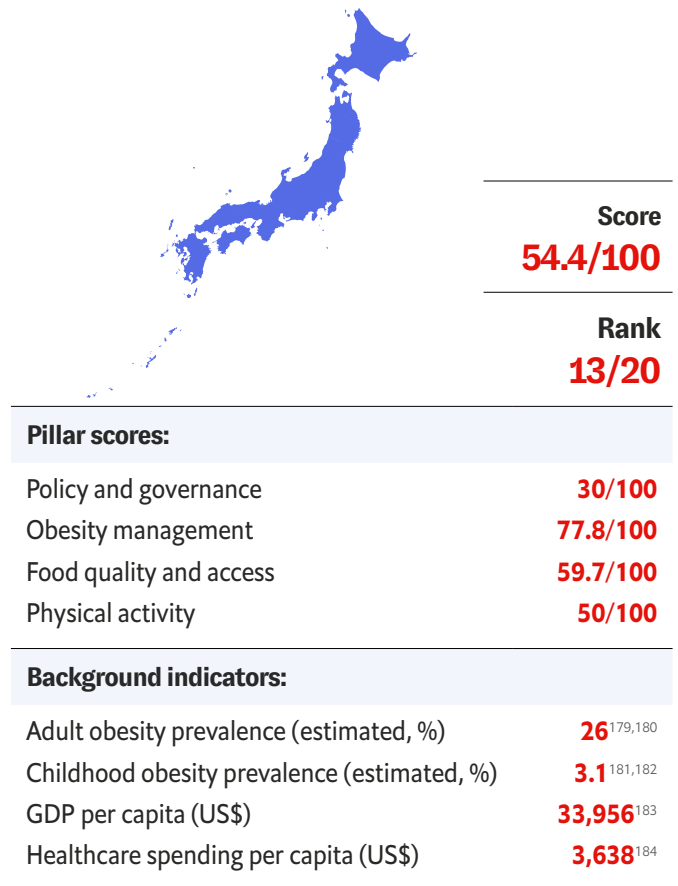 Score
54.4/100
Rank
13/20
Pillar scores:
Policy and governance 30/100
Obesity management 77.8/100
Food quality and access 59.7/100
Physical activity 50/100
Background indicators:
Adult obesity prevalence (estimated, %) 26179,180
Childhood obesity prevalence (estimated, %) 3.1181,182
GDP per capita (US$) 33,956183
Healthcare spending per capita (US$) 3,638184